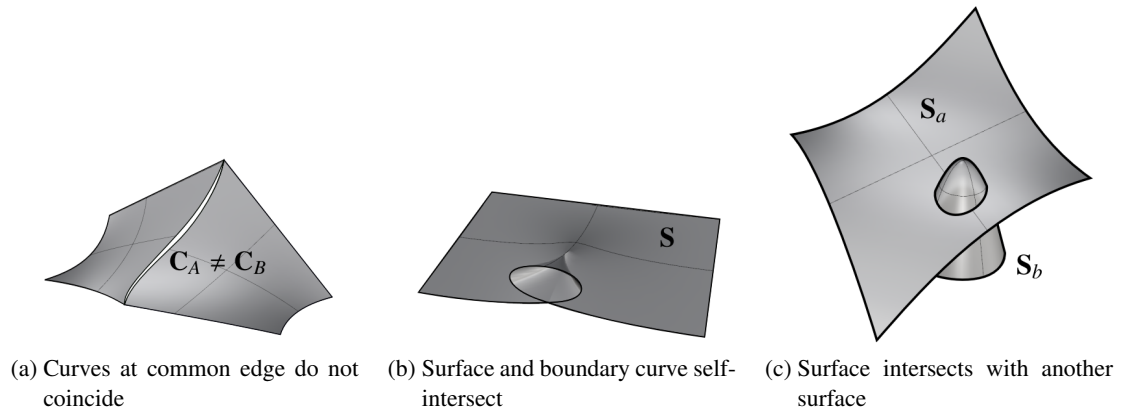 S_a
S
C_A ≠ C_B
S_b
(a) Curves at common edge do not
coincide
(b) Surface and boundary curve self-
intersect
(c) Surface intersects with another
surface